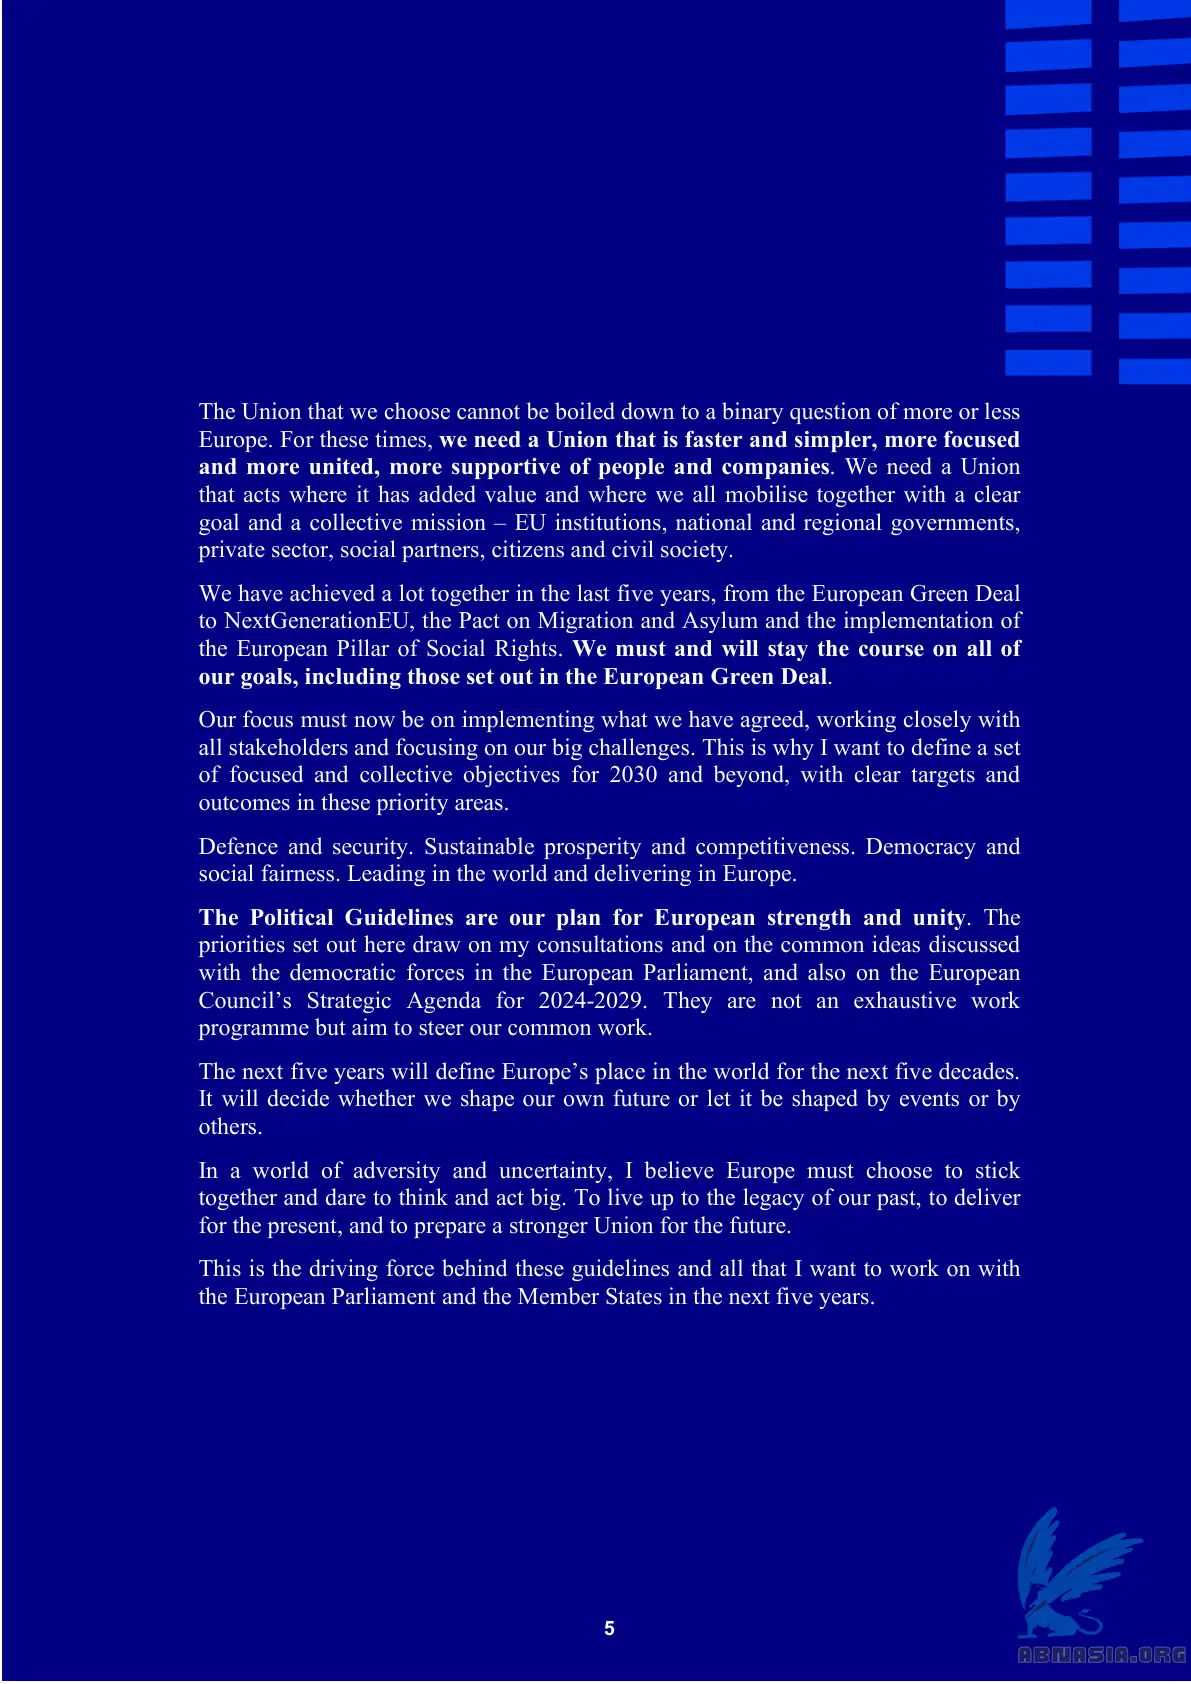 The Union that we choose cannot be boiled down to a binary question of more or less
Europe. For these times, we need a Union that is faster and simpler, more focused
and more united, more supportive of people and companies. We need a Union
that acts where it has added value and where we all mobilise together with a clear
goal and a collective mission – EU institutions, national and regional governments,
private sector, social partners, citizens and civil society.
We have achieved a lot together in the last five years, from the European Green Deal
to NextGenerationEU, the Pact on Migration and Asylum and the implementation of
the European Pillar of Social Rights. We must and will stay the course on all of
our goals, including those set out in the European Green Deal.
Our focus must now be on implementing what we have agreed, working closely with
all stakeholders and focusing on our big challenges. This is why I want to define a set
of focused and collective objectives for 2030 and beyond, with clear targets and
outcomes in these priority areas.
Defence and security. Sustainable prosperity and competitiveness. Democracy and
social fairness. Leading in the world and delivering in Europe.
The Political Guidelines are our plan for European strength and unity. The
priorities set out here draw on my consultations and on the common ideas discussed
with the democratic forces in the European Parliament, and also on the European
Council’s Strategic Agenda for 2024-2029. They are not an exhaustive work
programme but aim to steer our common work.
The next five years will define Europe’s place in the world for the next five decades.
It will decide whether we shape our own future or let it be shaped by events or by
others.
In a world of adversity and uncertainty, I believe Europe must choose to stick
together and dare to think and act big. To live up to the legacy of our past, to deliver
for the present, and to prepare a stronger Union for the future.
This is the driving force behind these guidelines and all that I want to work on with
the European Parliament and the Member States in the next five years.
5
ABNASIA.ORG